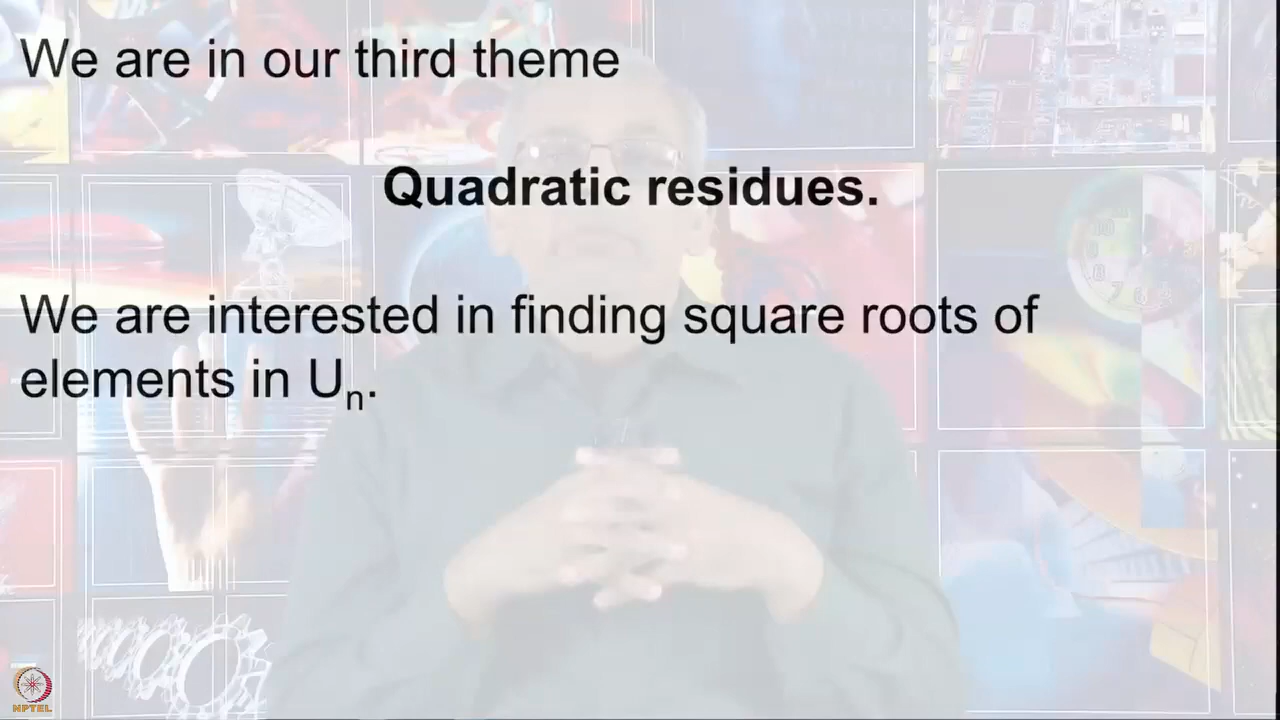 We are in our third theme
Quadratic residues.
We are interested in finding square roots of
elements in Uₙ.
NPTEL